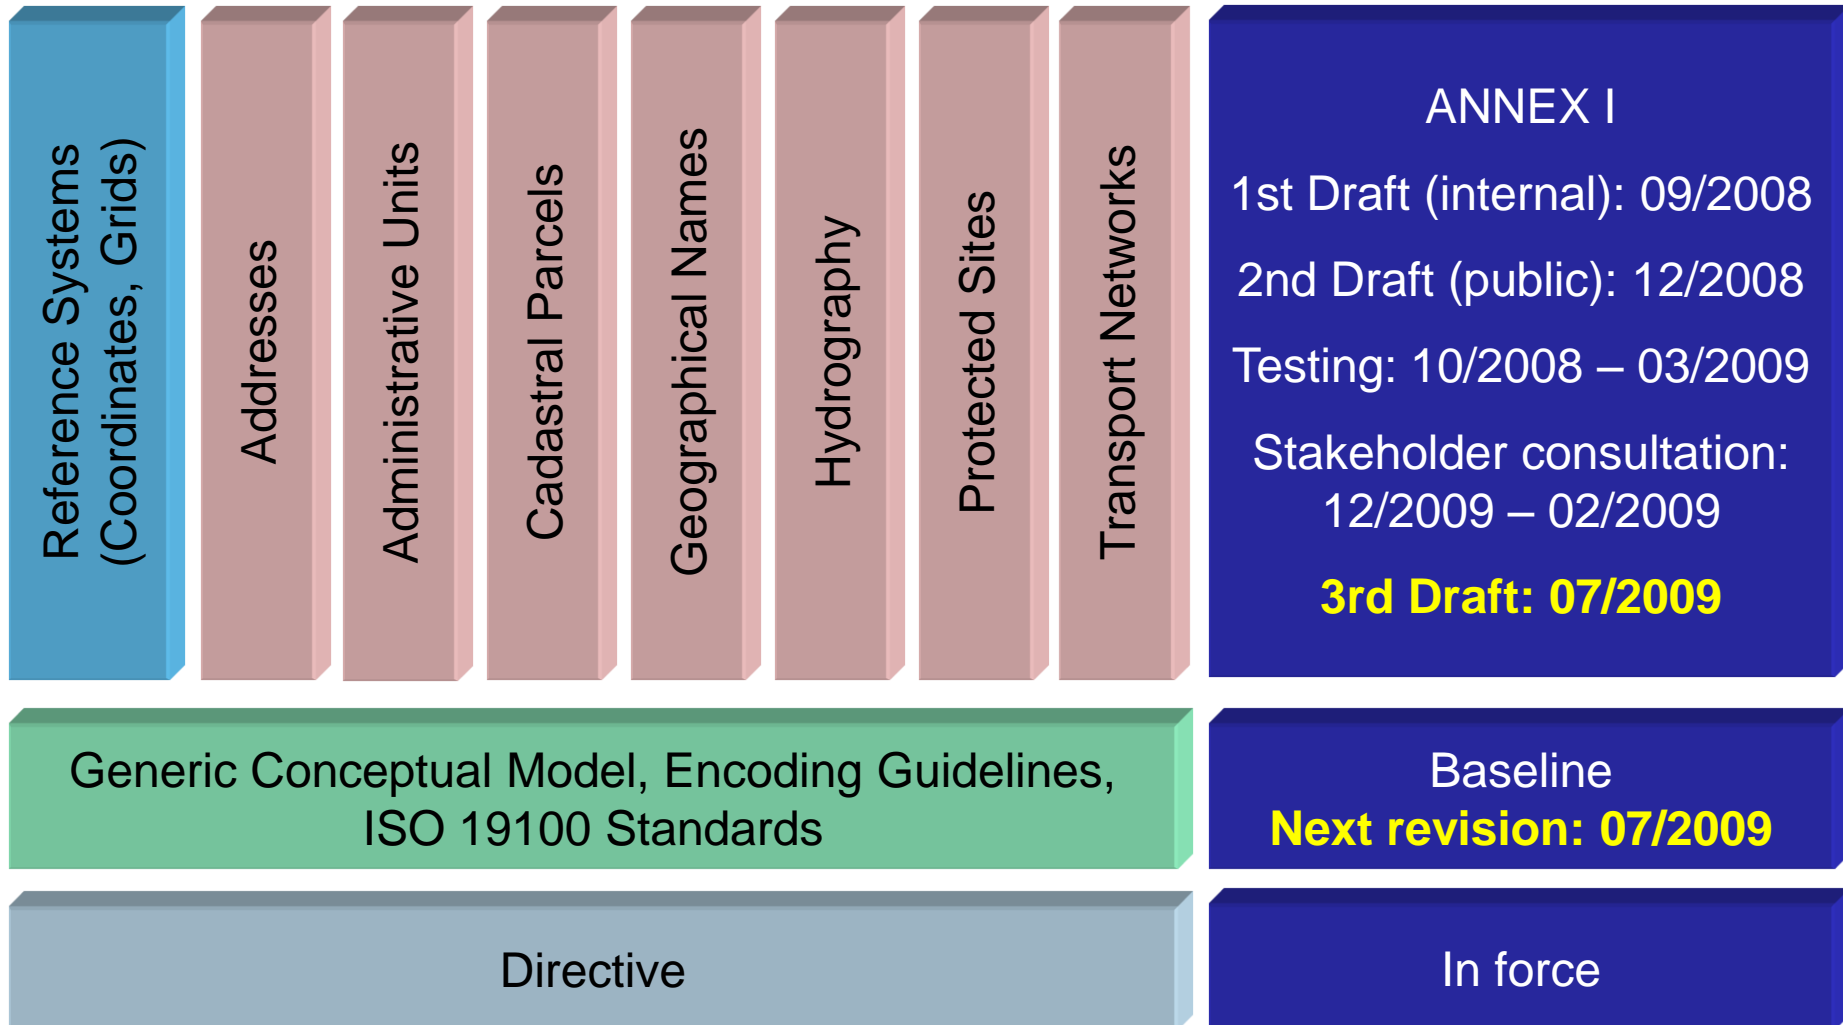 Reference Systems
(Coordinates, Grids)
Addresses
Administrative Units
Cadastral Parcels
Geographical Names
Hydrography
Protected Sites
Transport Networks
ANNEX I
1st Draft (internal): 09/2008
2nd Draft (public): 12/2008
Testing: 10/2008 – 03/2009
Stakeholder consultation:
12/2009 – 02/2009
3rd Draft: 07/2009
Generic Conceptual Model, Encoding Guidelines,
ISO 19100 Standards
Baseline
Next revision: 07/2009
Directive
In force